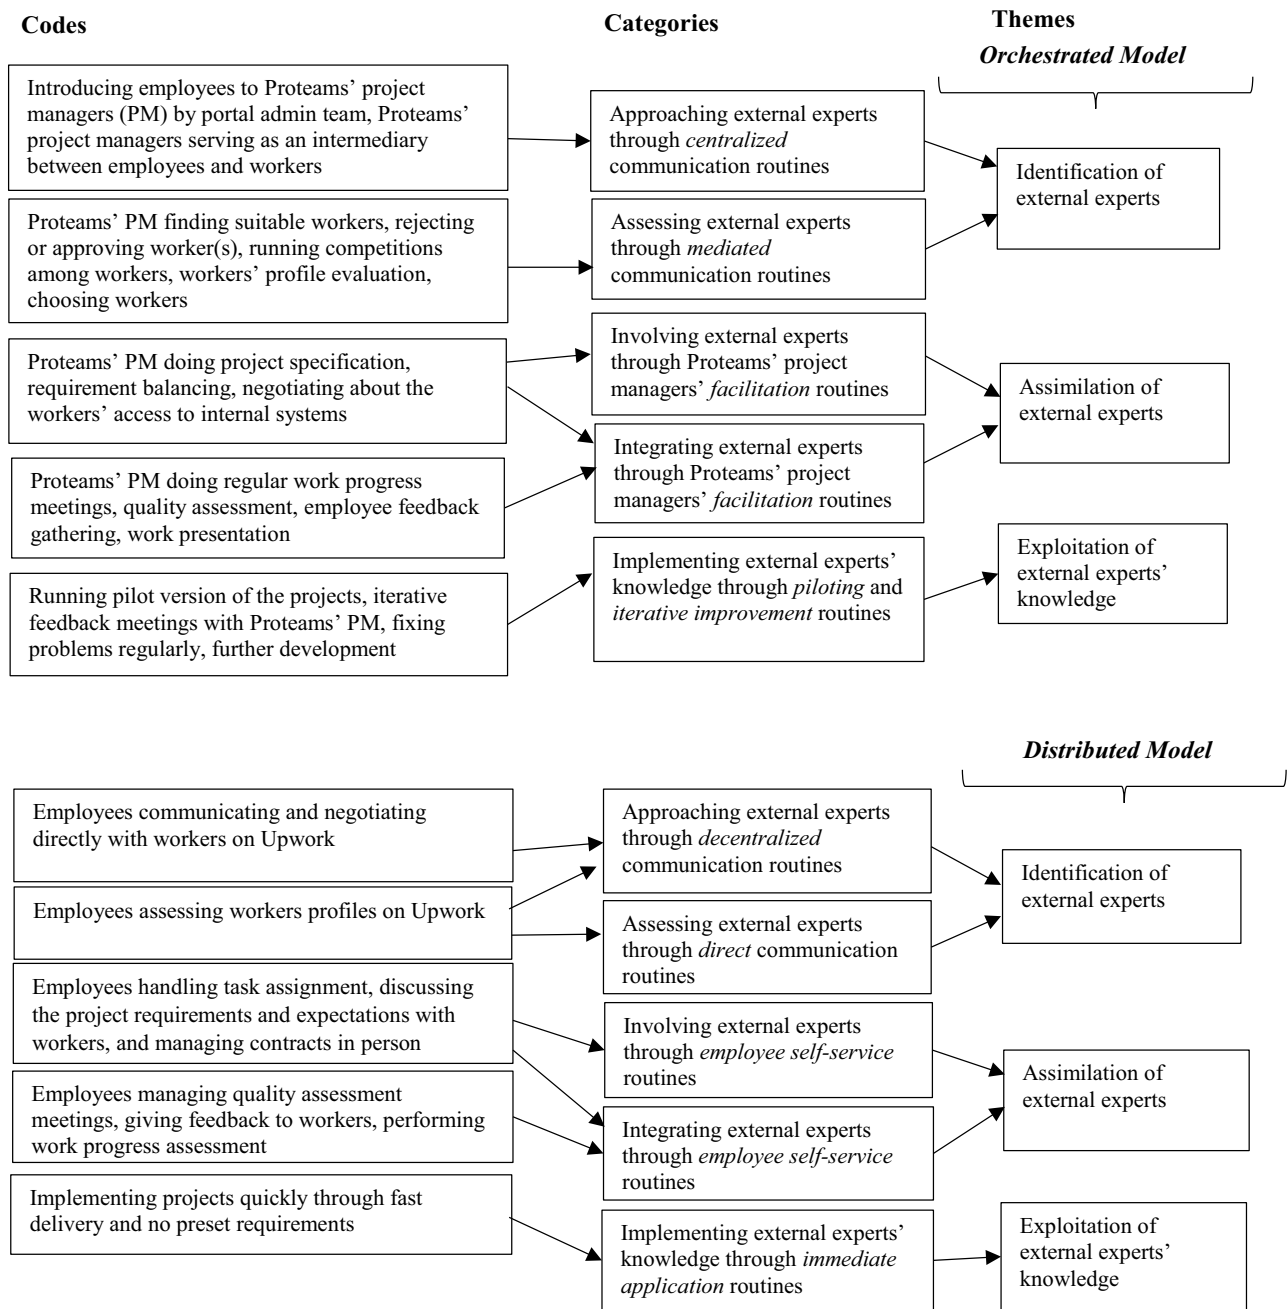 Codes
Categories
Themes
Orchestrated Model
Introducing employees to Proteams’ project
managers (PM) by portal admin team, Proteams’
project managers serving as an intermediary
between employees and workers
Approaching external experts
through centralized
communication routines
Identification of
external experts
Proteams’ PM finding suitable workers, rejecting
or approving worker(s), running competitions
among workers, workers’ profile evaluation,
choosing workers
Assessing external experts
through mediated
communication routines
Proteams’ PM doing project specification,
requirement balancing, negotiating about the
workers’ access to internal systems
Involving external experts
through Proteams’ project
managers’ facilitation routines
Assimilation of
external experts
Proteams’ PM doing regular work progress
meetings, quality assessment, employee feedback
gathering, work presentation
Integrating external experts
through Proteams’ project
managers’ facilitation routines
Running pilot version of the projects, iterative
feedback meetings with Proteams’ PM, fixing
problems regularly, further development
Implementing external experts’
knowledge through piloting and
iterative improvement routines
Exploitation of
external experts’
knowledge
Distributed Model
Employees communicating and negotiating
directly with workers on Upwork
Approaching external experts
through decentralized
communication routines
Identification of
external experts
Employees assessing workers profiles on Upwork
Assessing external experts
through direct communication
routines
Employees handling task assignment, discussing
the project requirements and expectations with
workers, and managing contracts in person
Involving external experts
through employee self-service
routines
Assimilation of
external experts
Employees managing quality assessment
meetings, giving feedback to workers, performing
work progress assessment
Integrating external experts
through employee self-service
routines
Implementing projects quickly through fast
delivery and no preset requirements
Implementing external experts’
knowledge through immediate
application routines
Exploitation of
external experts’
knowledge